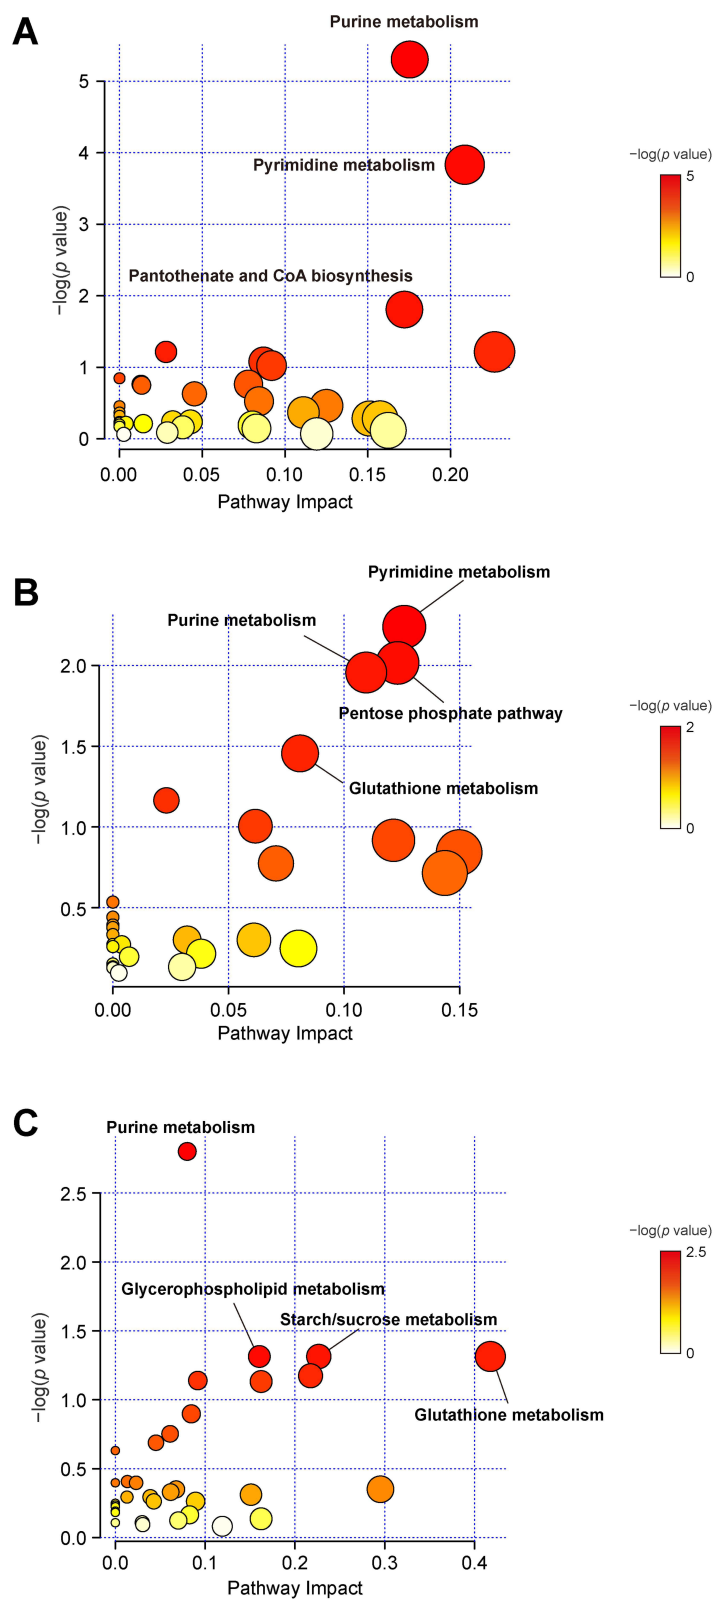 A
Purine metabolism
5
4
3
2
1
0
Pyrimidine metabolism
Pantothenate and CoA biosynthesis
−log(p value)
0.00 0.05 0.10 0.15 0.20
Pathway Impact
−log(p value)
5
0
B
Pyrimidine metabolism
Purine metabolism
Pentose phosphate pathway
Glutathione metabolism
2.0
1.5
1.0
0.5
−log(p value)
0.00 0.05 0.10 0.15
Pathway Impact
−log(p value)
2
0
C
Purine metabolism
Glycerophospholipid metabolism
Starch/sucrose metabolism
Glutathione metabolism
2.5
2.0
1.5
1.0
0.5
0.0
−log(p value)
0.0 0.1 0.2 0.3 0.4
Pathway Impact
−log(p value)
2.5
0